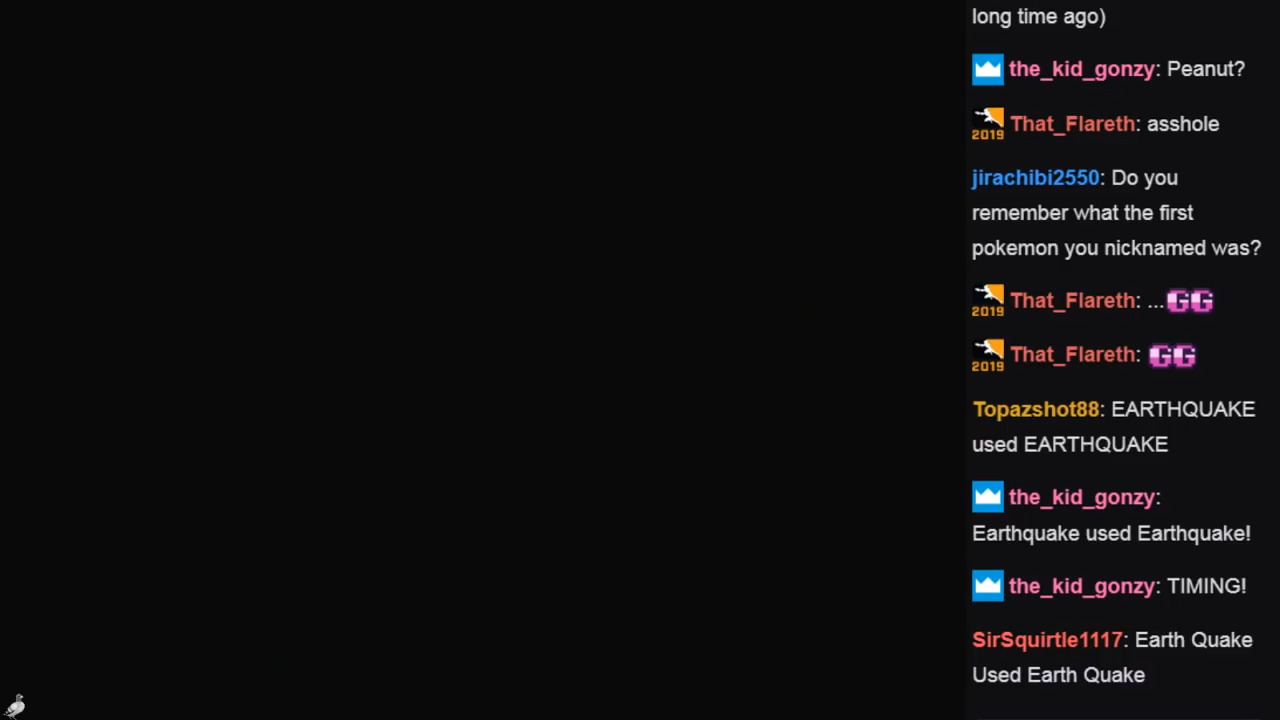 long time ago)
the_kid_gonzy: Peanut?
2019 That_Flareth: asshole
jirachibi2550: Do you
remember what the first
pokemon you nicknamed was?
2019 That_Flareth: ...GG
2019 That_Flareth: GG
Topazshot88: EARTHQUAKE
used EARTHQUAKE
the_kid_gonzy:
Earthquake used Earthquake!
the_kid_gonzy: TIMING!
SirSquirtle1117: Earth Quake
Used Earth Quake